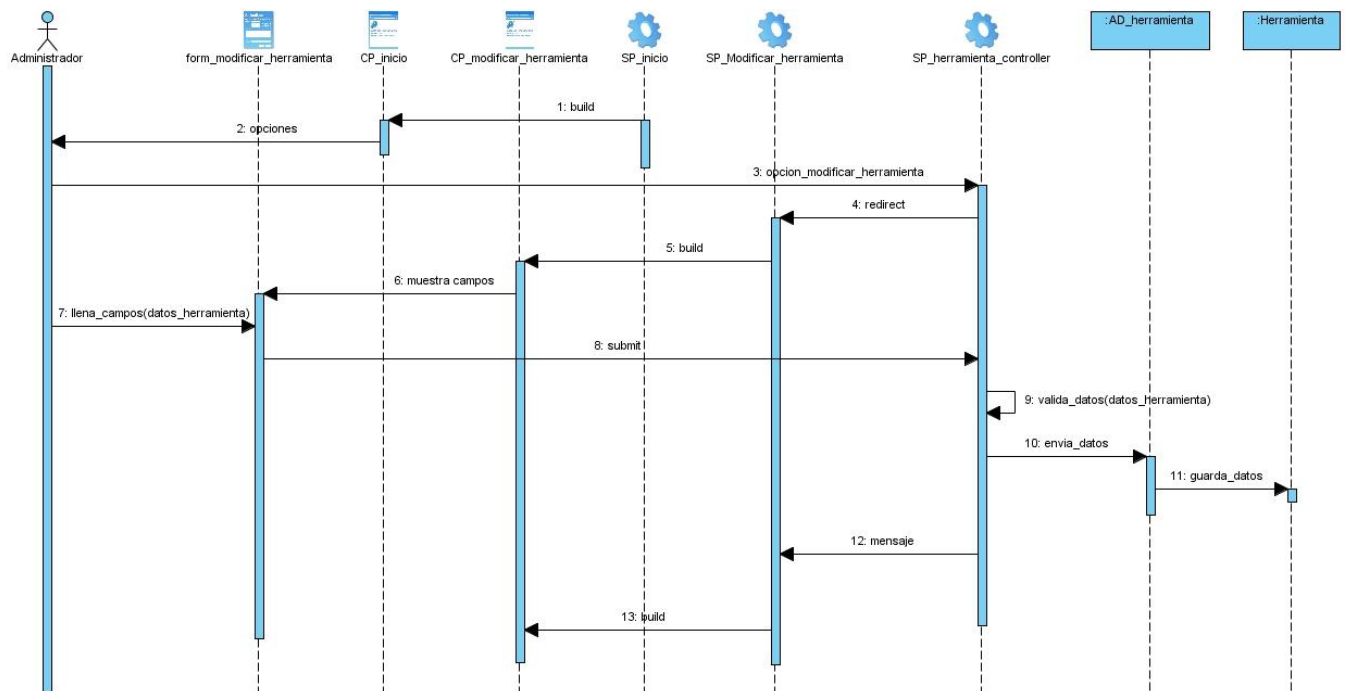 Administrador
form_modificar_herramienta
CP_inicio
CP_modificar_herramienta
SP_inicio
SP_Modificar_herramienta
SP_herramienta_controller
:AD_herramienta
:Herramienta
1: build
2: opciones
3: opcion_modificar_herramienta
4: redirect
5: build
6: muestra campos
7: llena_campos(datos_herramienta)
8: submit
9: valida_datos(datos_herramienta)
10: envia_datos
11: guarda_datos
12: mensaje
13: build